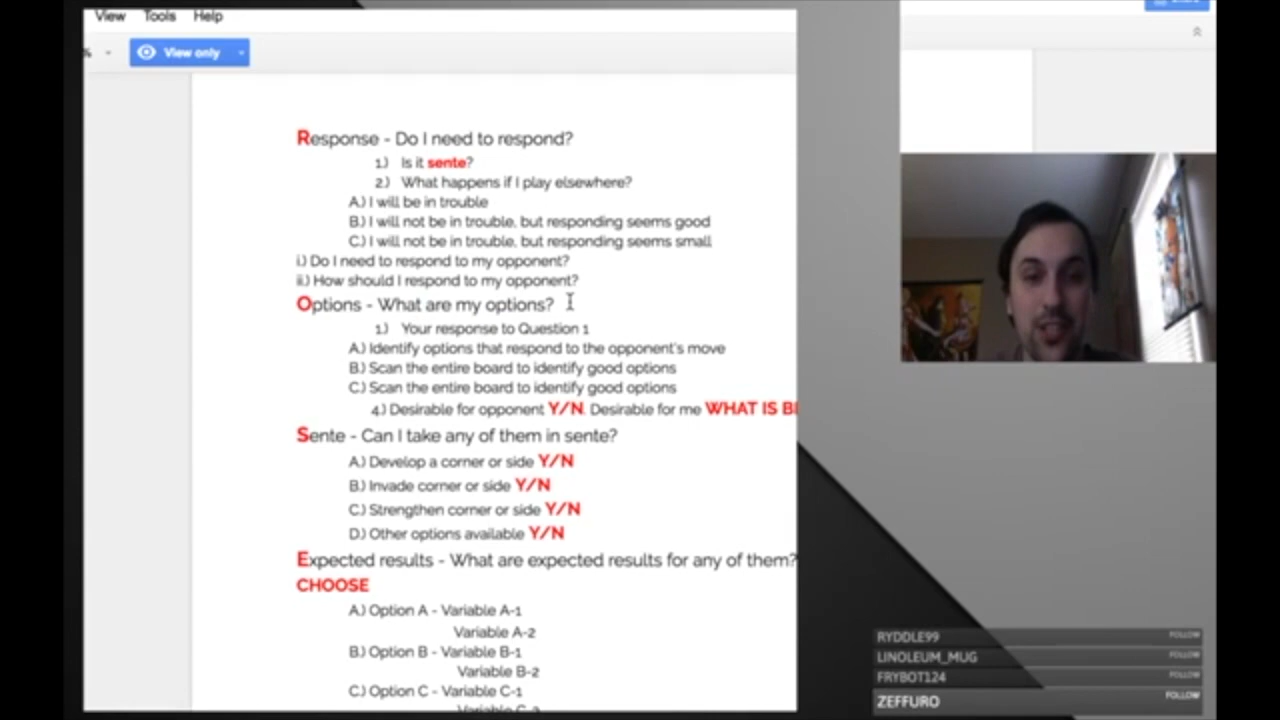 View Tools Help
%
View only
Response - Do I need to respond?
1.) Is it sente?
2.) What happens if I play elsewhere?
A.) I will be in trouble
B.) I will not be in trouble, but responding seems good
C.) I will not be in trouble, but responding seems small
i.) Do I need to respond to my opponent?
ii.) How should I respond to my opponent?
Options - What are my options?
1.) Your response to Question 1
A.) Identify options that respond to the opponent's move
B.) Scan the entire board to identify good options
C.) Scan the entire board to identify good options
4.) Desirable for opponent Y/N. Desirable for me WHAT IS
Sente - Can I take any of them in sente?
A.) Develop a corner or side Y/N
B.) Invade corner or side Y/N
C.) Strengthen corner or side Y/N
D.) Other options available Y/N
Expected results - What are expected results for any of them?
CHOOSE
A.) Option A - Variable A-1
Variable A-2
B.) Option B - Variable B-1
Variable B-2
C.) Option C - Variable C-1
RYDDLE99 FOLLOW
LINOLEUM_MUG FOLLOW
FRYBOT124 FOLLOW
ZEFFURO FOLLOW